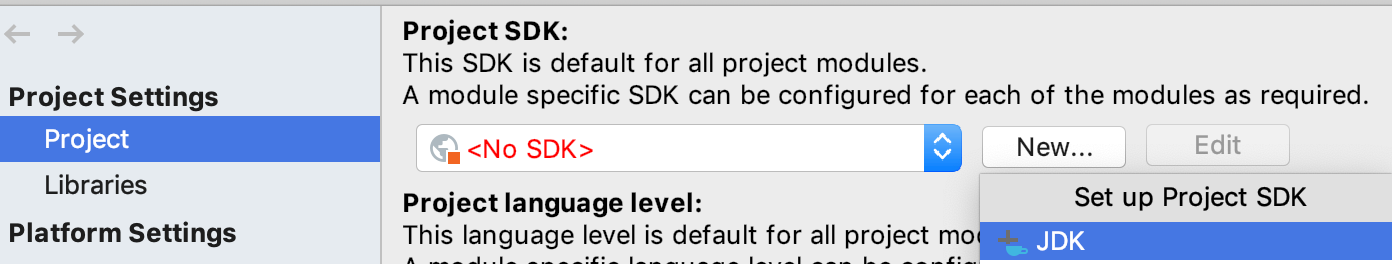 Project SDK:
This SDK is default for all project modules.
A module specific SDK can be configured for each of the modules as required.
Project Settings
Project
<No SDK>
New...
Edit
Libraries
Set up Project SDK
Project language level:
Platform Settings
This language level is default for all project
JDK